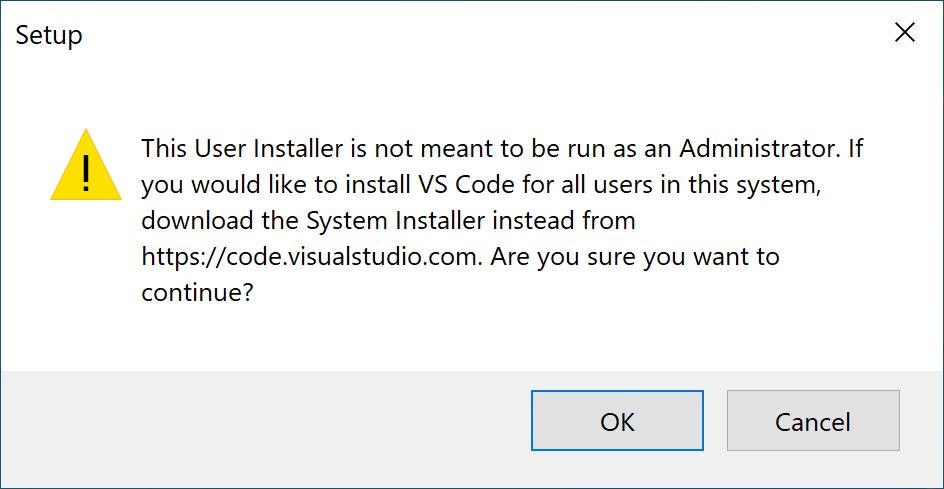 Setup
This User Installer is not meant to be run as an Administrator. If
you would like to install VS Code for all users in this system,
download the System Installer instead from
https://code.visualstudio.com. Are you sure you want to
continue?
OK
Cancel